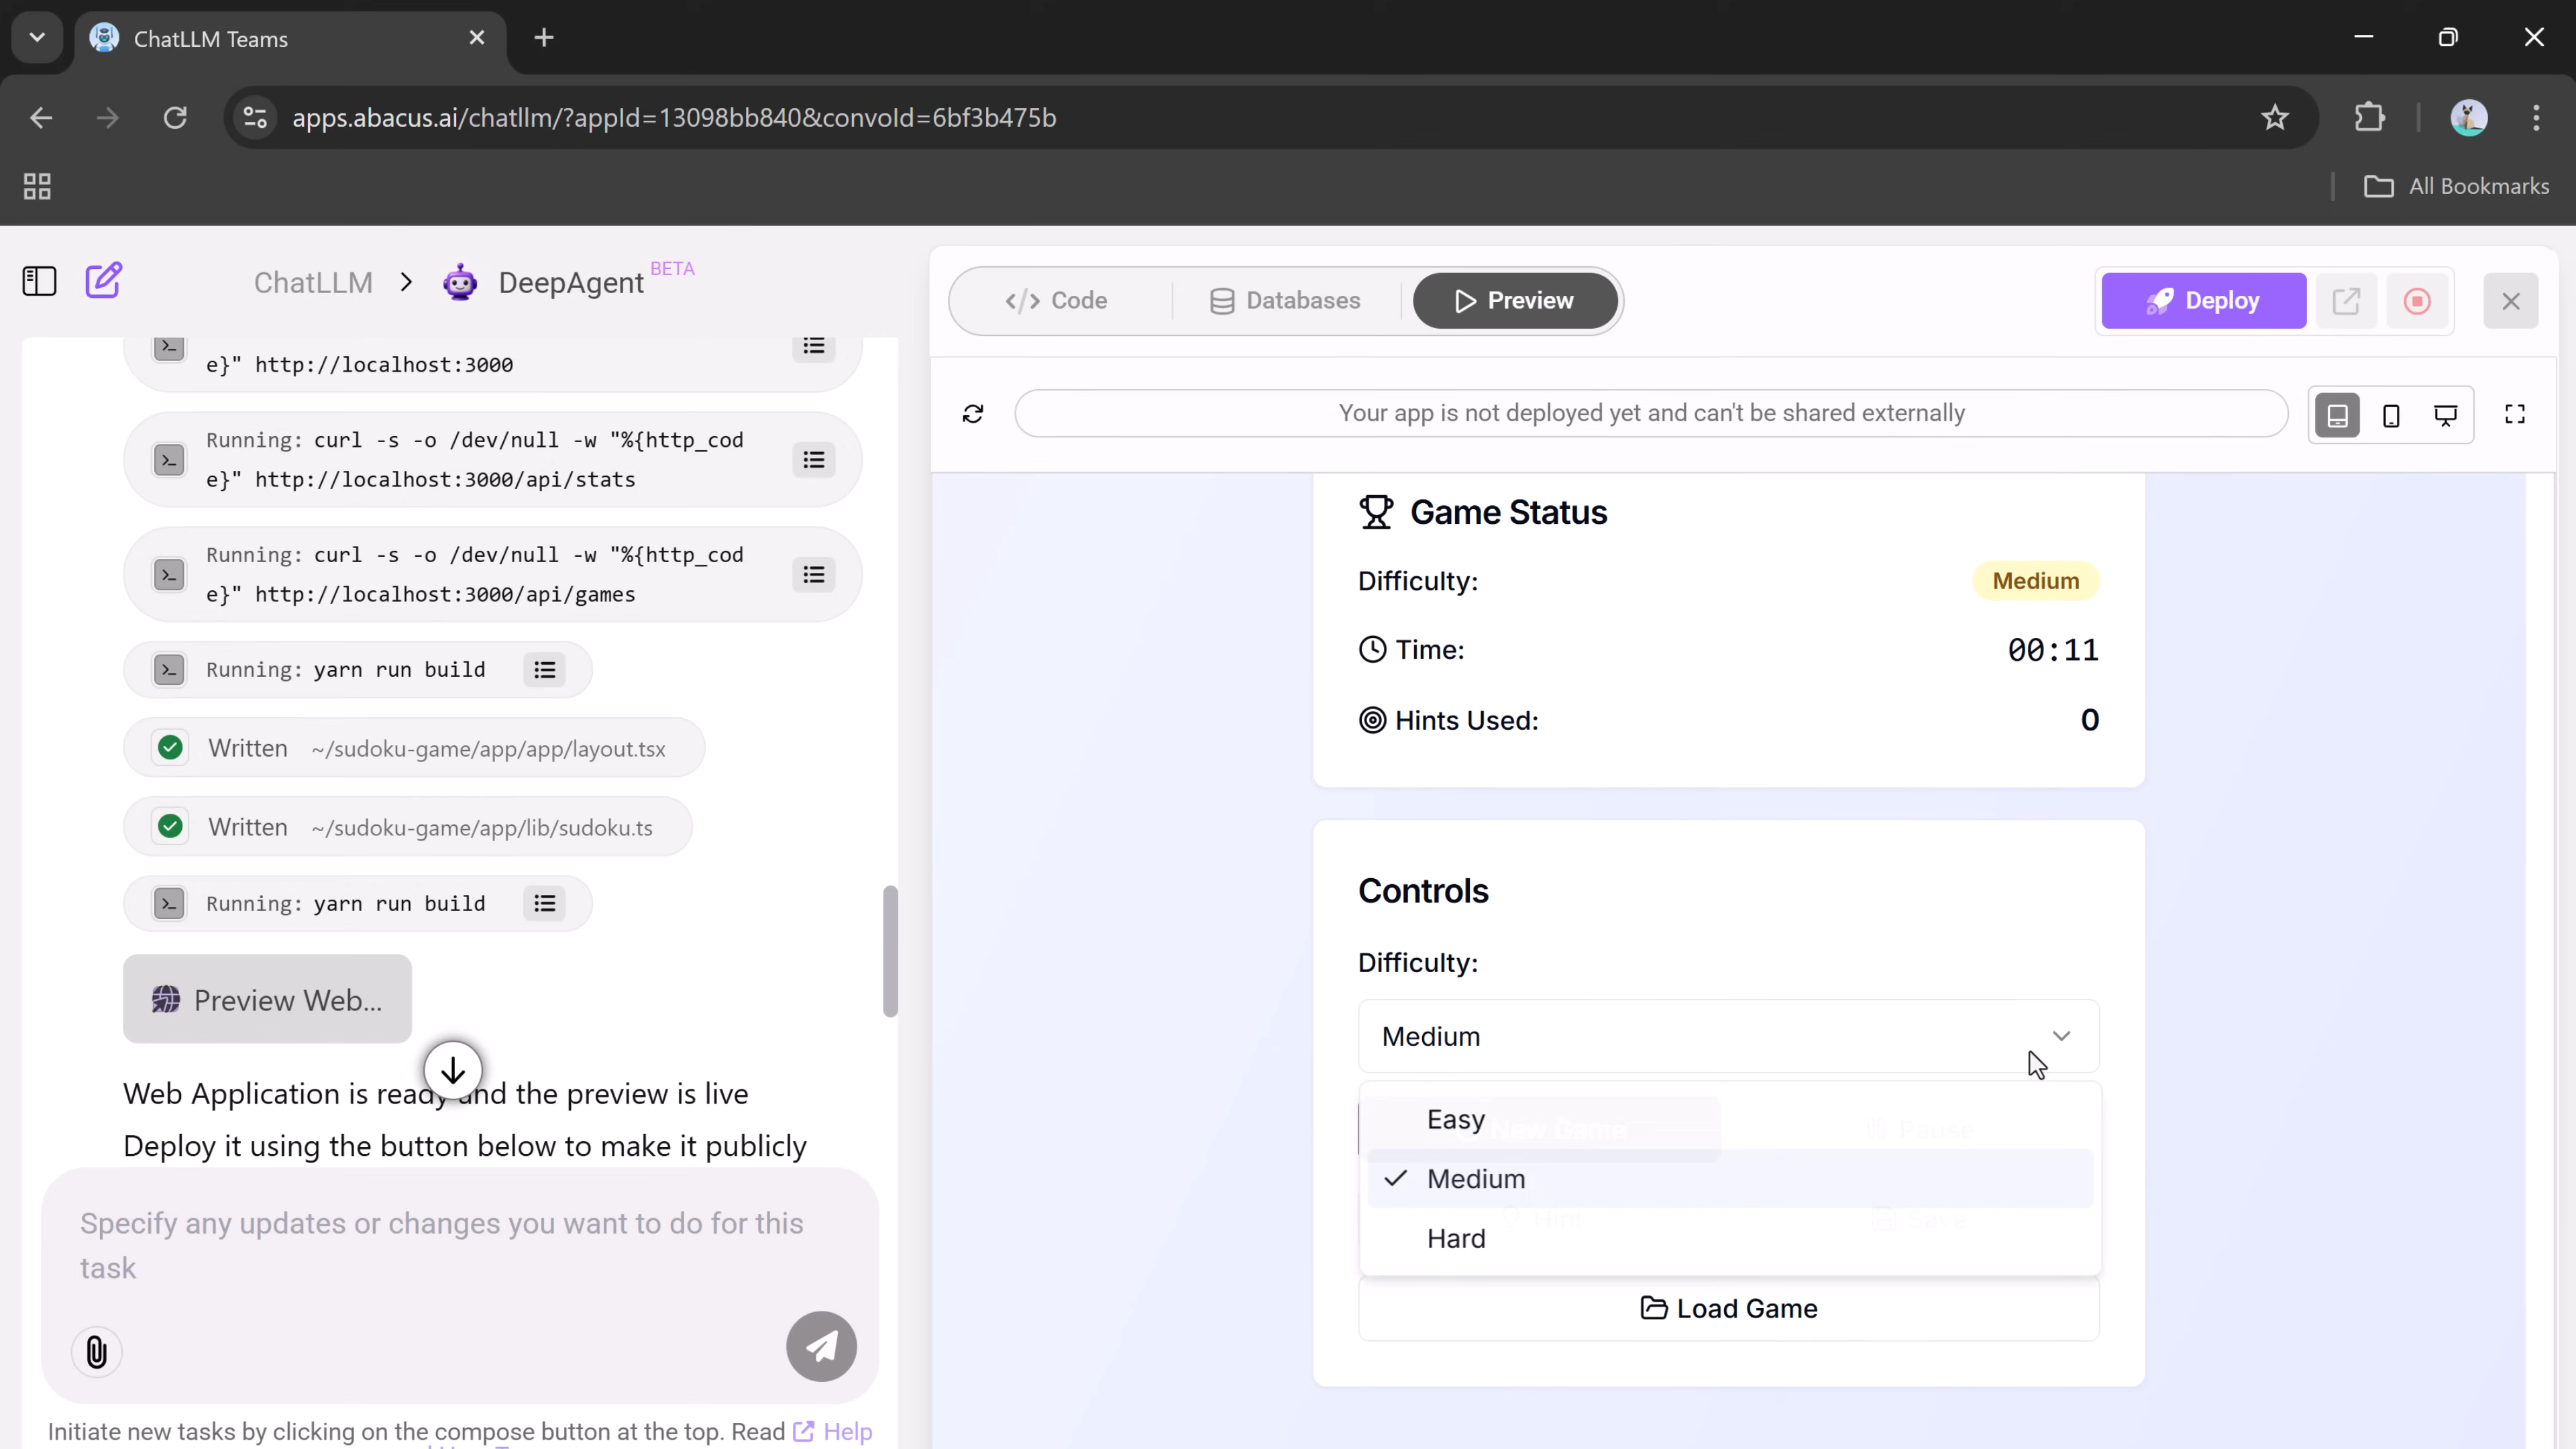 ChatLLM Teams
apps.abacus.ai/chatllm/?appId=13098bb840&convoId=6bf3b475b
All Bookmarks
ChatLLM > DeepAgent BETA
e}" http://localhost:3000
Running: curl -s -o /dev/null -w "%{http_cod
e}" http://localhost:3000/api/stats
Running: curl -s -o /dev/null -w "%{http_cod
e}" http://localhost:3000/api/games
Running: yarn run build
Written ~/sudoku-game/app/app/layout.tsx
Written ~/sudoku-game/app/lib/sudoku.ts
Running: yarn run build
Preview Web...
Web Application is ready and the preview is live
Deploy it using the button below to make it publicly
Specify any updates or changes you want to do for this
task
Initiate new tasks by clicking on the compose button at the top. Read Help
</> Code
Databases
Preview
Deploy
Your app is not deployed yet and can't be shared externally
Game Status
Difficulty: Medium
Time: 00:11
Hints Used: 0
Controls
Difficulty:
Medium
Easy
New Game
Pause
Medium
Hint
Save
Hard
Load Game